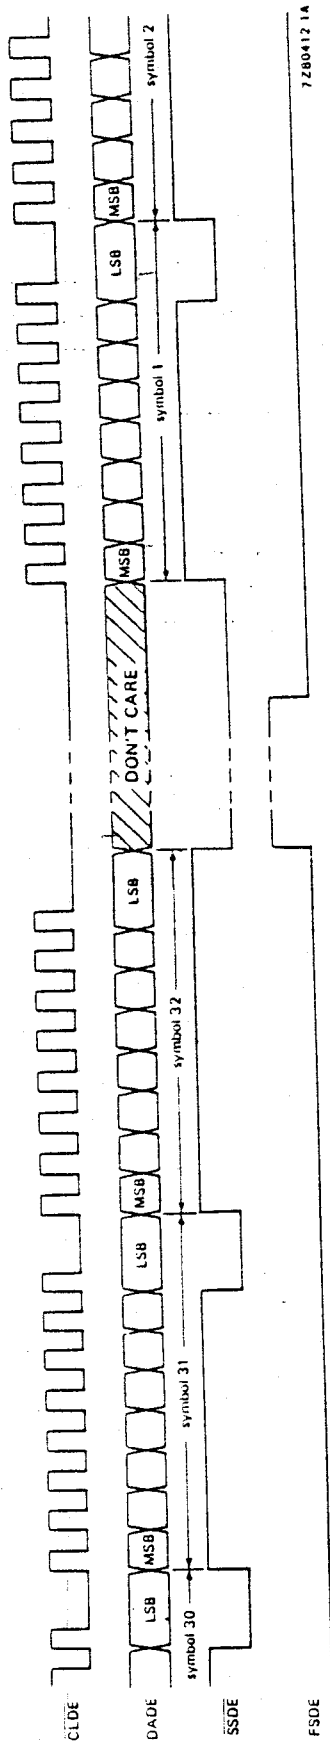 CLDE
DADE
LSB
MSB
LSB
MSB
LSB
DON'T CARE
MSB
LSB
MSB
symbol 30
symbol 31
symbol 32
symbol 1
symbol 2
SSDE
FSDE
7Z80412 1A